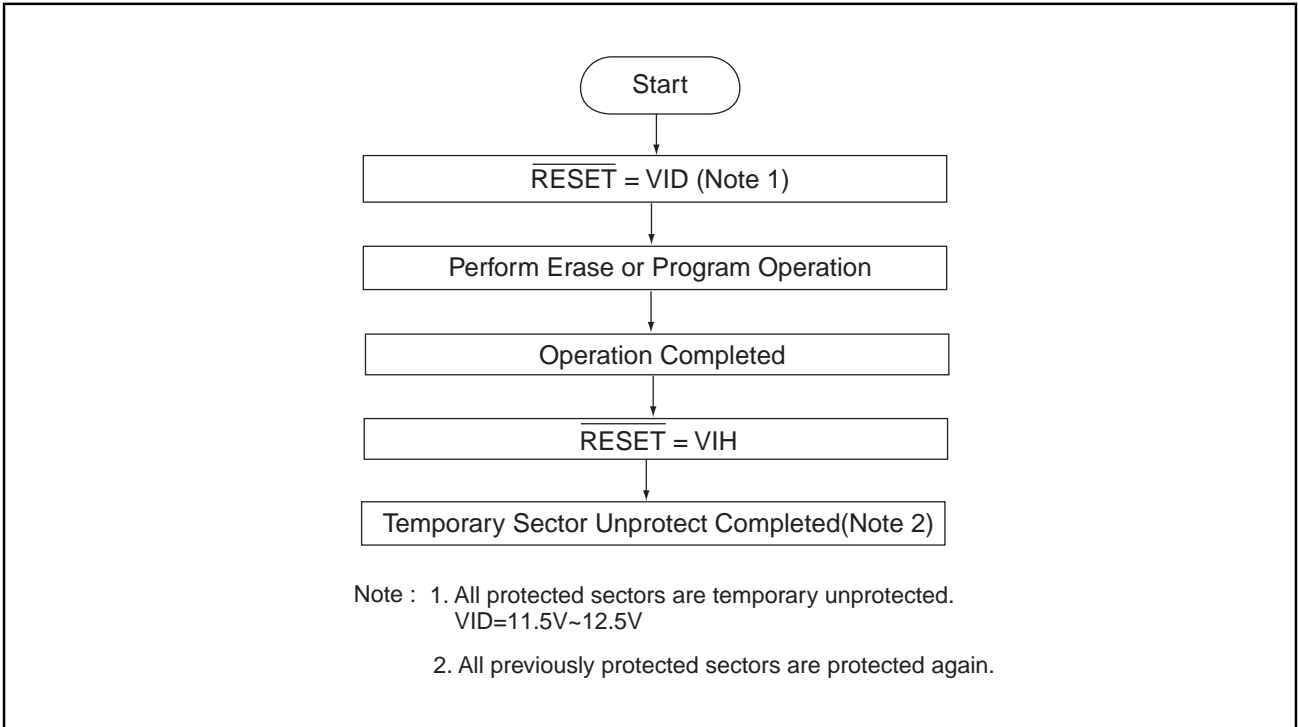 Start
RESET = VID (Note 1)
Perform Erase or Program Operation
Operation Completed
RESET = VIH
Temporary Sector Unprotect Completed(Note 2)
Note : 1. All protected sectors are temporary unprotected.
VID=11.5V~12.5V
2. All previously protected sectors are protected again.